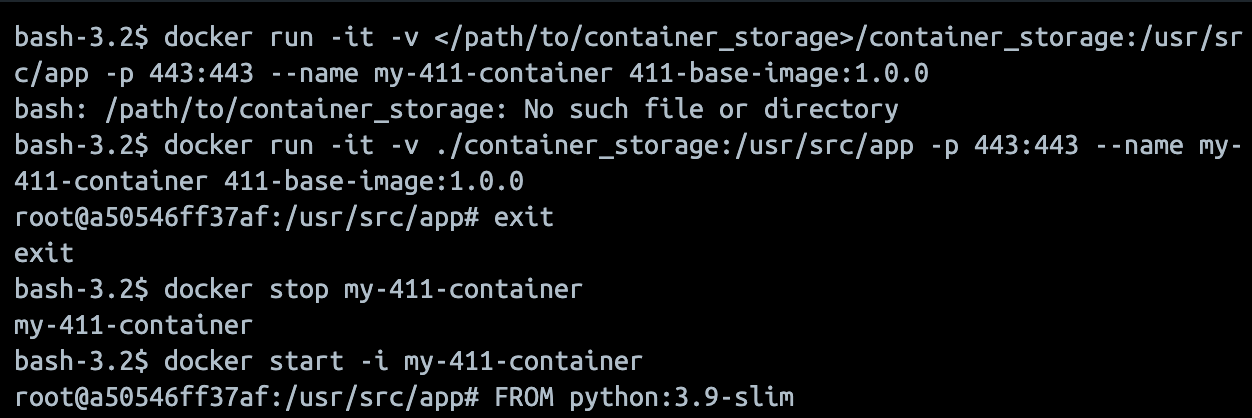 bash-3.2$ docker run -it -v </path/to/container_storage>/container_storage:/usr/sr
c/app -p 443:443 --name my-411-container 411-base-image:1.0.0
bash: /path/to/container_storage: No such file or directory
bash-3.2$ docker run -it -v ./container_storage:/usr/src/app -p 443:443 --name my-
411-container 411-base-image:1.0.0
root@a50546ff37af:/usr/src/app# exit
exit
bash-3.2$ docker stop my-411-container
my-411-container
bash-3.2$ docker start -i my-411-container
root@a50546ff37af:/usr/src/app# FROM python:3.9-slim